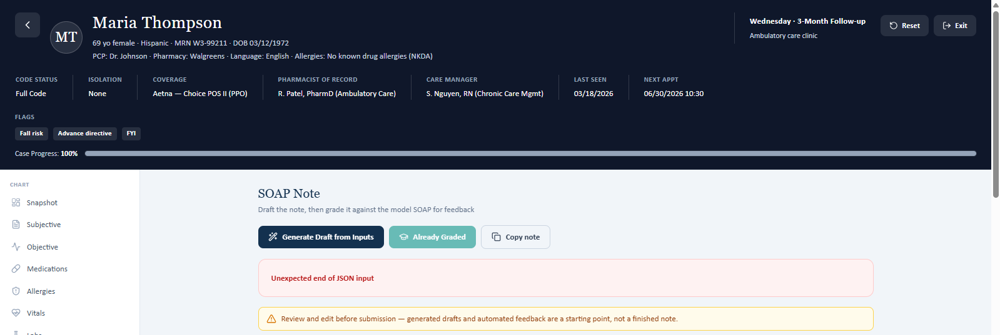 Maria Thompson
MT
69 yo female · Hispanic · MRN W3-99211 · DOB 03/12/1972
PCP: Dr. Johnson · Pharmacy: Walgreens · Language: English · Allergies: No known drug allergies (NKDA)
Wednesday · 3-Month Follow-up
Ambulatory care clinic
Reset
Exit
CODE STATUS
Full Code
ISOLATION
None
COVERAGE
Aetna — Choice POS II (PPO)
PHARMACIST OF RECORD
R. Patel, PharmD (Ambulatory Care)
CARE MANAGER
S. Nguyen, RN (Chronic Care Mgmt)
LAST SEEN
03/18/2026
NEXT APPT
06/30/2026 10:30
FLAGS
Fall risk
Advance directive
FYI
Case Progress: 100%
CHART
Snapshot
Subjective
Objective
Medications
Allergies
Vitals
Labs
SOAP Note
Draft the note, then grade it against the model SOAP for feedback
Generate Draft from Inputs
Already Graded
Copy note
Unexpected end of JSON input
Review and edit before submission — generated drafts and automated feedback are a starting point, not a finished note.